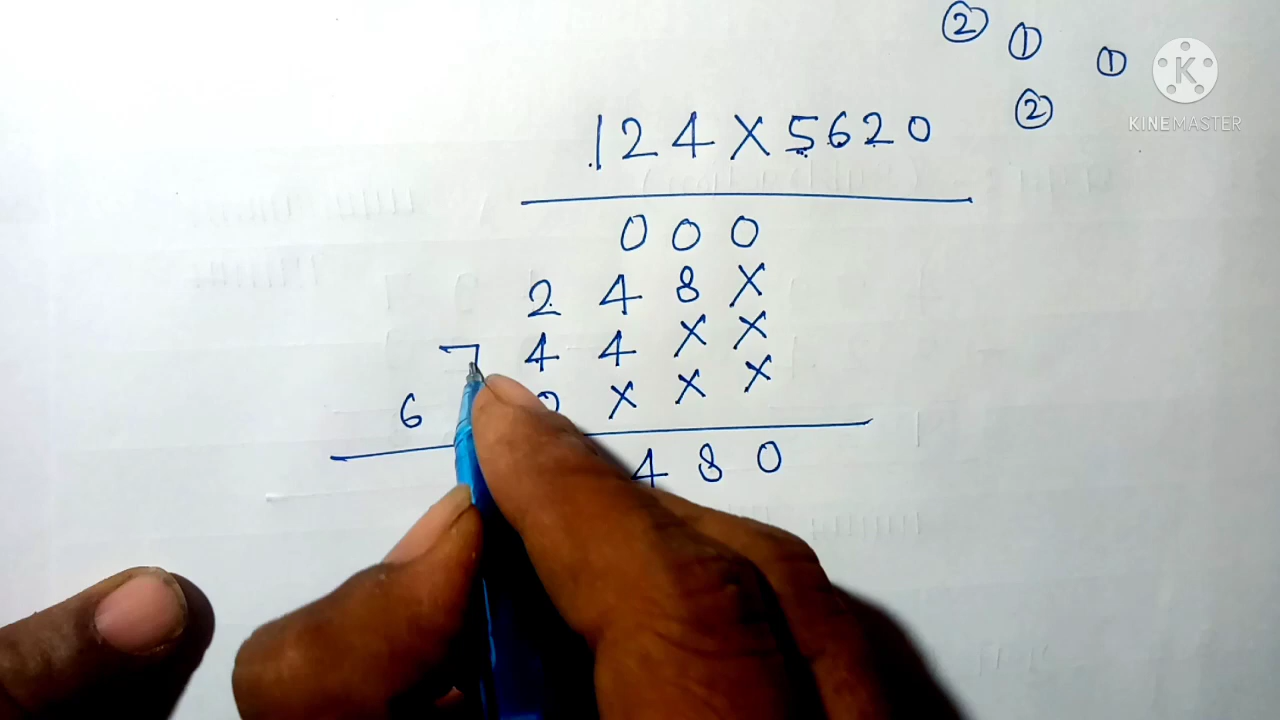 ② ① ①
②
K
KINEMASTER
124 X 5620
0 0 0
2 4 8 X
7 4 4 X X
6 0 X X X
4 8 0